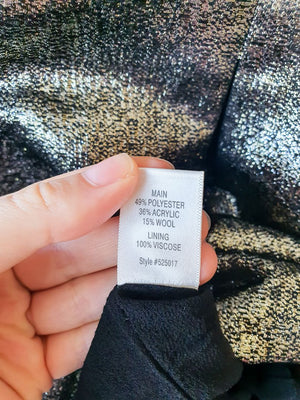 MAIN
49% POLYESTER
36% ACRYLIC
15% WOOL
LINING
100% VISCOSE
Style #525017